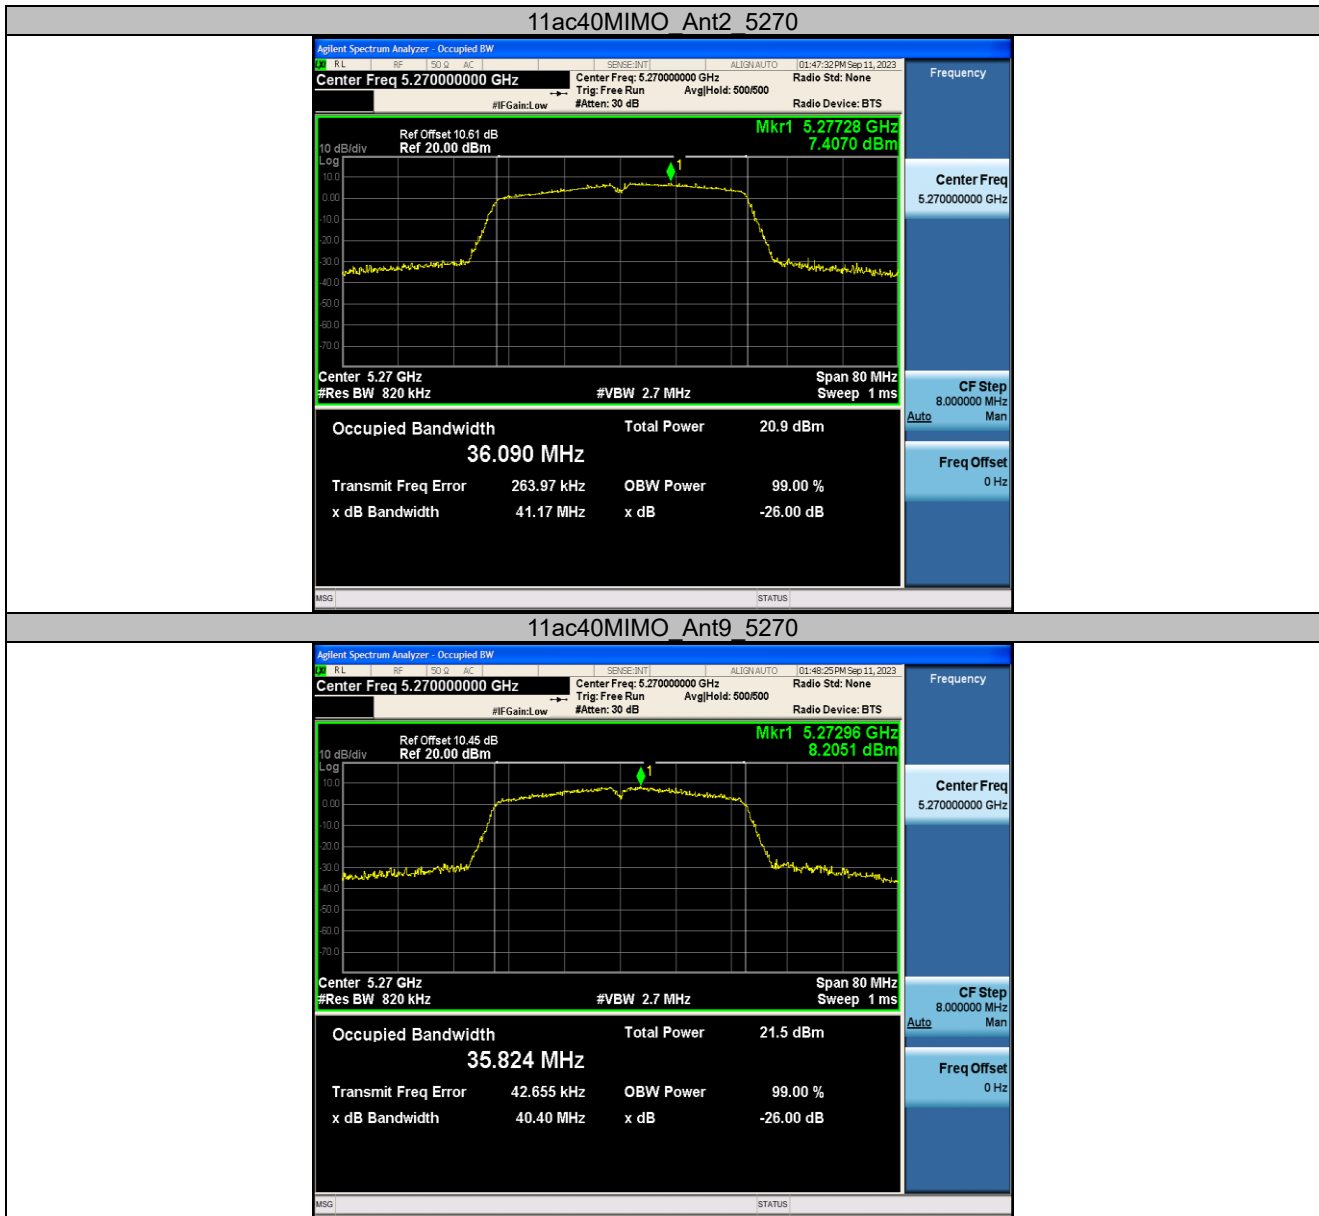 11ac40MIMO_Ant2_5270
Agilent Spectrum Analyzer - Occupied BW
RL RF 50 Ω AC SENSE:INT ALIGNAUTO 01:47:32 PM Sep 11, 2023
Center Freq 5.270000000 GHz
Center Freq: 5.270000000 GHz Radio Std: None
Trig: Free Run Avg|Hold: 500/500
#IFGain:Low #Atten: 30 dB Radio Device: BTS
Frequency
Mkr1 5.27728 GHz
7.4070 dBm
Ref Offset 10.61 dB
10 dB/div Ref 20.00 dBm
Log
10.0
0.00
-10.0
-20.0
-30.0
-40.0
-50.0
-60.0
-70.0
1
Center 5.27 GHz Span 80 MHz
#Res BW 820 kHz #VBW 2.7 MHz Sweep 1 ms
Center Freq
5.270000000 GHz
CF Step
8.000000 MHz
Auto Man
Freq Offset
0 Hz
Occupied Bandwidth Total Power 20.9 dBm
36.090 MHz
Transmit Freq Error 263.97 kHz OBW Power 99.00 %
x dB Bandwidth 41.17 MHz x dB -26.00 dB
MSG STATUS
11ac40MIMO_Ant9_5270
Agilent Spectrum Analyzer - Occupied BW
RL RF 50 Ω AC SENSE:INT ALIGNAUTO 01:48:25 PM Sep 11, 2023
Center Freq 5.270000000 GHz
Center Freq: 5.270000000 GHz Radio Std: None
Trig: Free Run Avg|Hold: 500/500
#IFGain:Low #Atten: 30 dB Radio Device: BTS
Frequency
Mkr1 5.27296 GHz
8.2051 dBm
Ref Offset 10.45 dB
10 dB/div Ref 20.00 dBm
Log
10.0
0.00
-10.0
-20.0
-30.0
-40.0
-50.0
-60.0
-70.0
1
Center 5.27 GHz Span 80 MHz
#Res BW 820 kHz #VBW 2.7 MHz Sweep 1 ms
Center Freq
5.270000000 GHz
CF Step
8.000000 MHz
Auto Man
Freq Offset
0 Hz
Occupied Bandwidth Total Power 21.5 dBm
35.824 MHz
Transmit Freq Error 42.655 kHz OBW Power 99.00 %
x dB Bandwidth 40.40 MHz x dB -26.00 dB
MSG STATUS